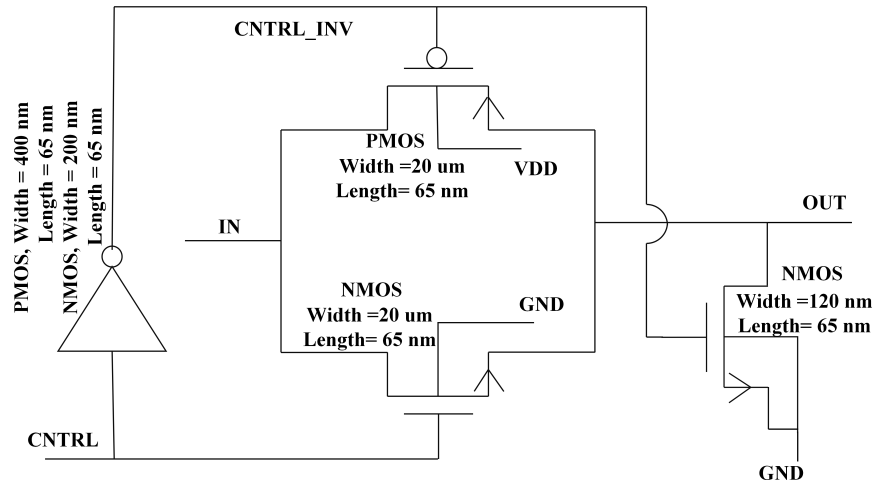 CNTRL_INV
PMOS, Width = 400 nm
Length = 65 nm
NMOS, Width = 200 nm
Length = 65 nm
PMOS
Width =20 um
Length= 65 nm
VDD
IN
OUT
NMOS
Width =20 um
Length= 65 nm
GND
NMOS
Width =120 nm
Length= 65 nm
CNTRL
GND